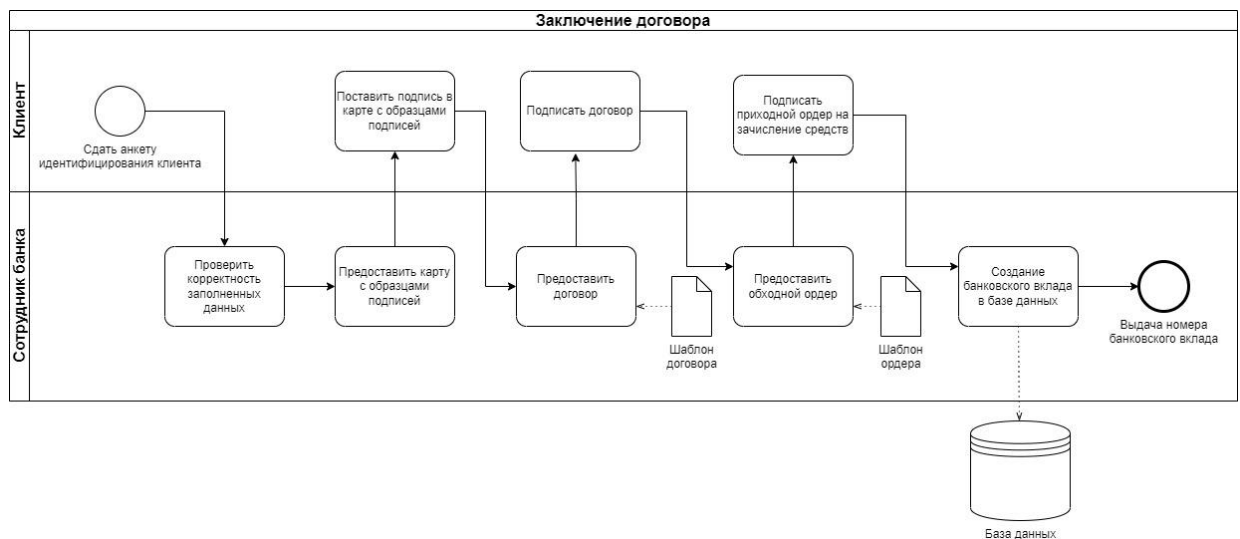 Заключение договора
Клиент
Сдать анкету
идентифицирования клиента
Поставить подпись в
карте с образцами
подписей
Подписать договор
Подписать
приходной ордер на
зачисление средств
Сотрудник банка
Проверить
корректность
заполненных
данных
Предоставить карту
с образцами
подписей
Предоставить
договор
Шаблон
договора
Предоставить
обходной ордер
Шаблон
ордера
Создание
банковского вклада
в базе данных
Выдача номера
банковского вклада
База данных